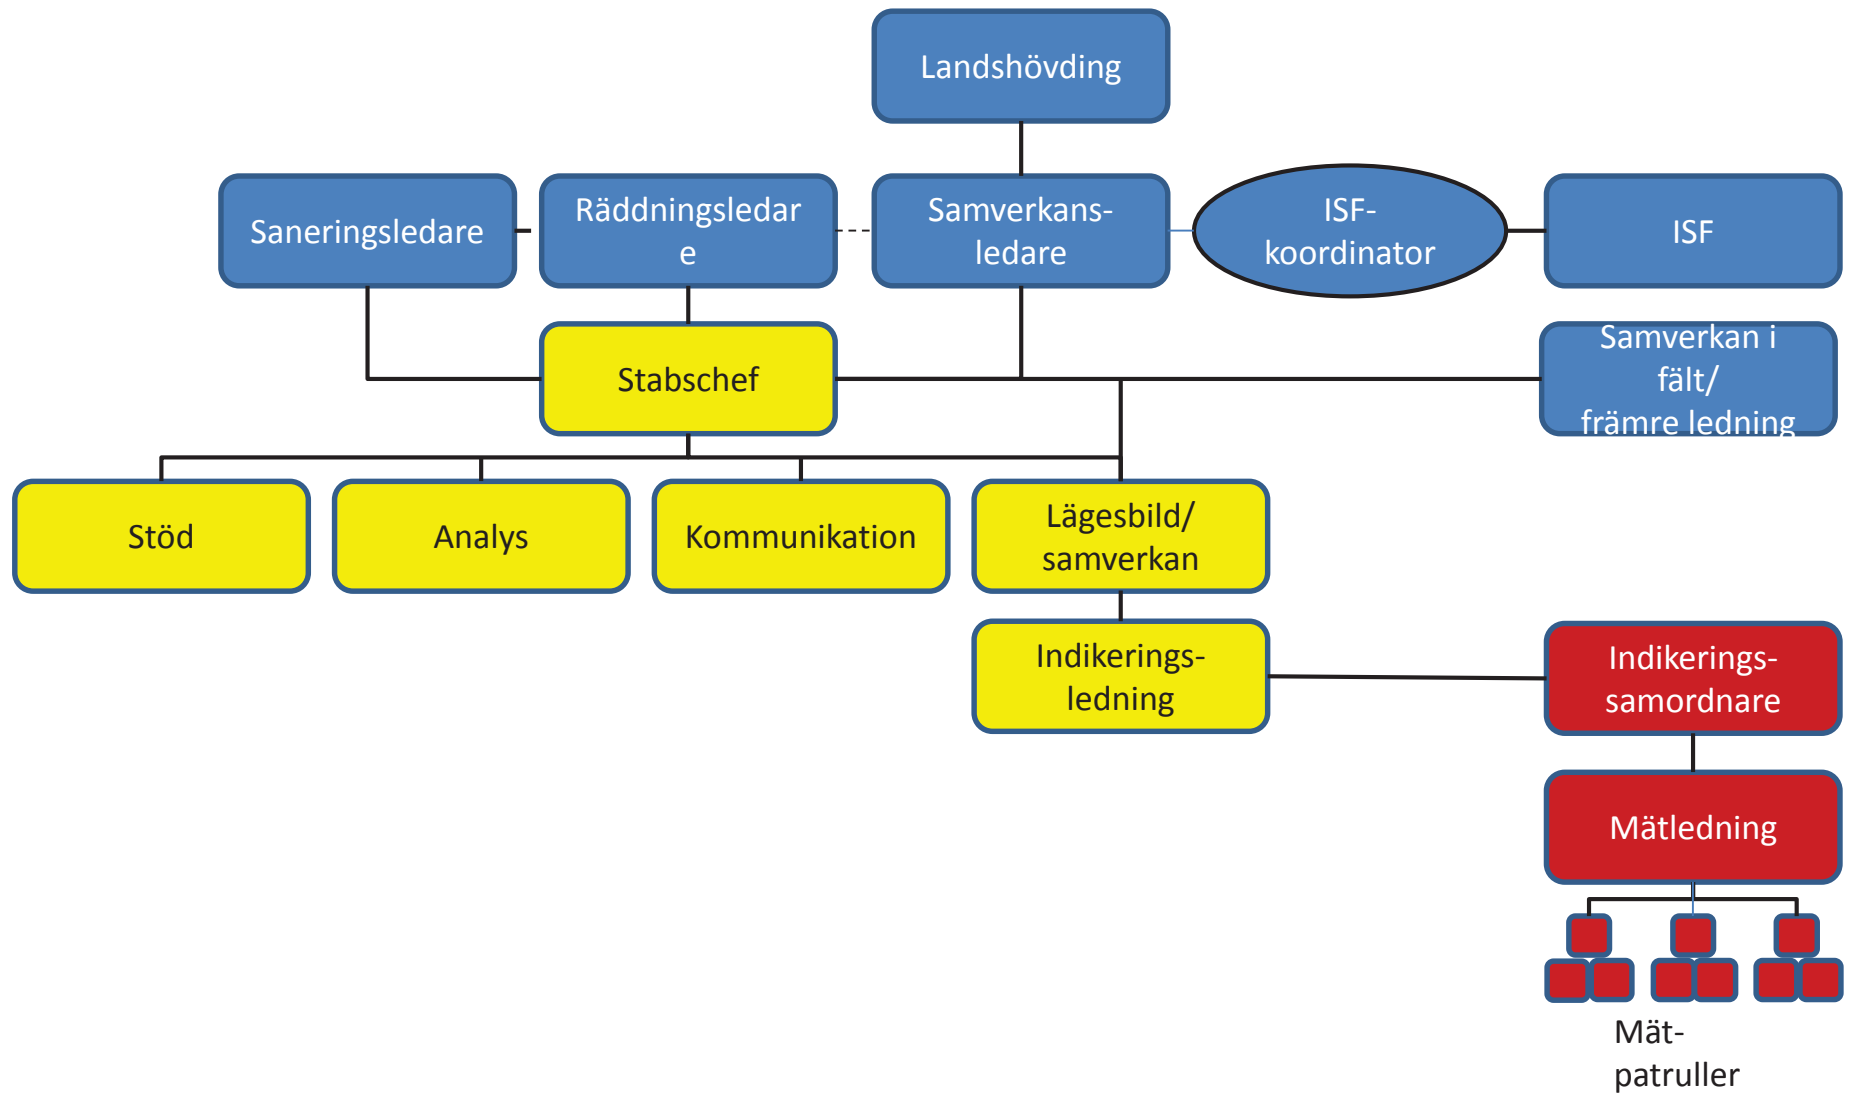 Landshövding
Saneringsledare
Räddningsledar
e
Samverkans-
ledare
ISF-
koordinator
ISF
Stabschef
Samverkan i
fält/
främre ledning
Stöd
Analys
Kommunikation
Lägesbild/
samverkan
Indikerings-
ledning
Indikerings-
samordnare
Mätledning
Mät-
patruller